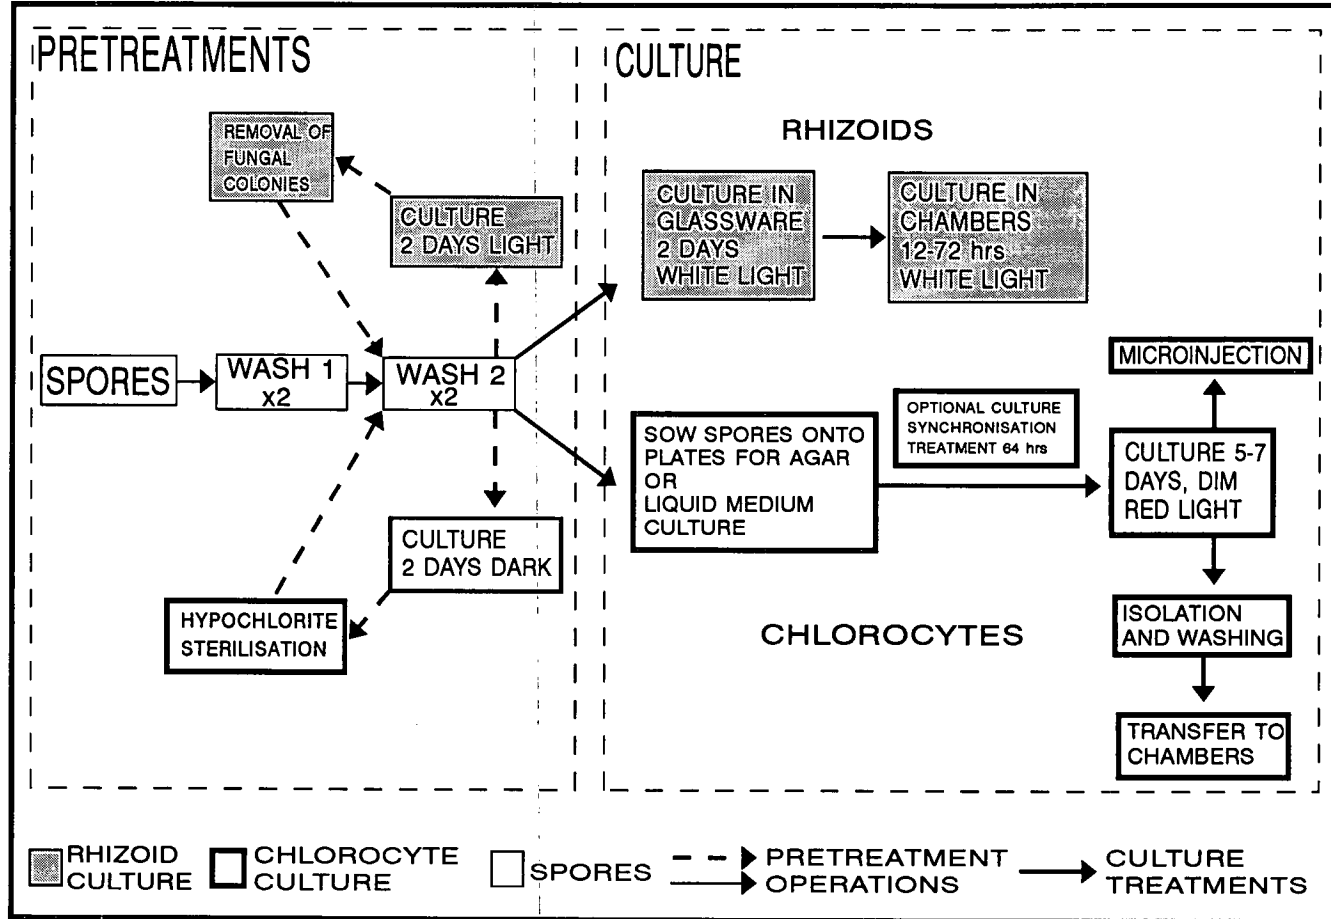 PRETREATMENTS
REMOVAL OF
FUNGAL
COLONIES
CULTURE
2 DAYS LIGHT
SPORES
WASH 1
x2
WASH 2
x2
CULTURE
2 DAYS DARK
HYPOCHLORITE
STERILISATION
CULTURE
RHIZOIDS
CULTURE IN
GLASSWARE
2 DAYS
WHITE LIGHT
CULTURE IN
CHAMBERS
12-72 hrs
WHITE LIGHT
SOW SPORES ONTO
PLATES FOR AGAR
OR
LIQUID MEDIUM
CULTURE
OPTIONAL CULTURE
SYNCHRONISATION
TREATMENT 64 hrs
MICROINJECTION
CULTURE 5-7
DAYS, DIM
RED LIGHT
ISOLATION
AND WASHING
TRANSFER TO
CHAMBERS
CHLOROCYTES
RHIZOID
CULTURE
CHLOROCYTE
CULTURE
SPORES
PRETREATMENT
OPERATIONS
CULTURE
TREATMENTS